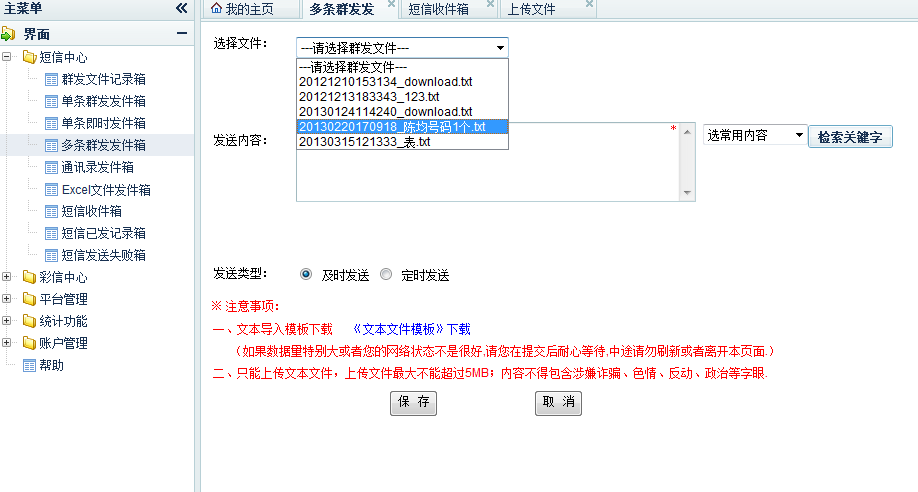 主菜单
我的主页
多条群发发
短信收件箱
上传文件
界面
短信中心
群发文件记录箱
单条群发发件箱
单条即时发件箱
多条群发发件箱
通讯录发件箱
Excel文件发件箱
短信收件箱
短信已发记录箱
短信发送失败箱
彩信中心
平台管理
统计功能
账户管理
帮助
选择文件：
---请选择群发文件---
---请选择群发文件---
20121210153134_download.txt
20121213183343_123.txt
20130124114240_download.txt
20130220170918_陈均号码1个.txt
20130315121333_表.txt
发送内容：
*
选常用内容
检索关键字
发送类型：
及时发送
定时发送
※ 注意事项：
一、文本导入模板下载 《文本文件模板》下载
（如果数据量特别大或者您的网络状态不是很好,请您在提交后耐心等待,中途请勿刷新或者离开本页面.）
二、只能上传文本文件，上传文件最大不能超过5MB；内容不得包含涉嫌诈骗、色情、反动、政治等字眼.
保 存
取 消